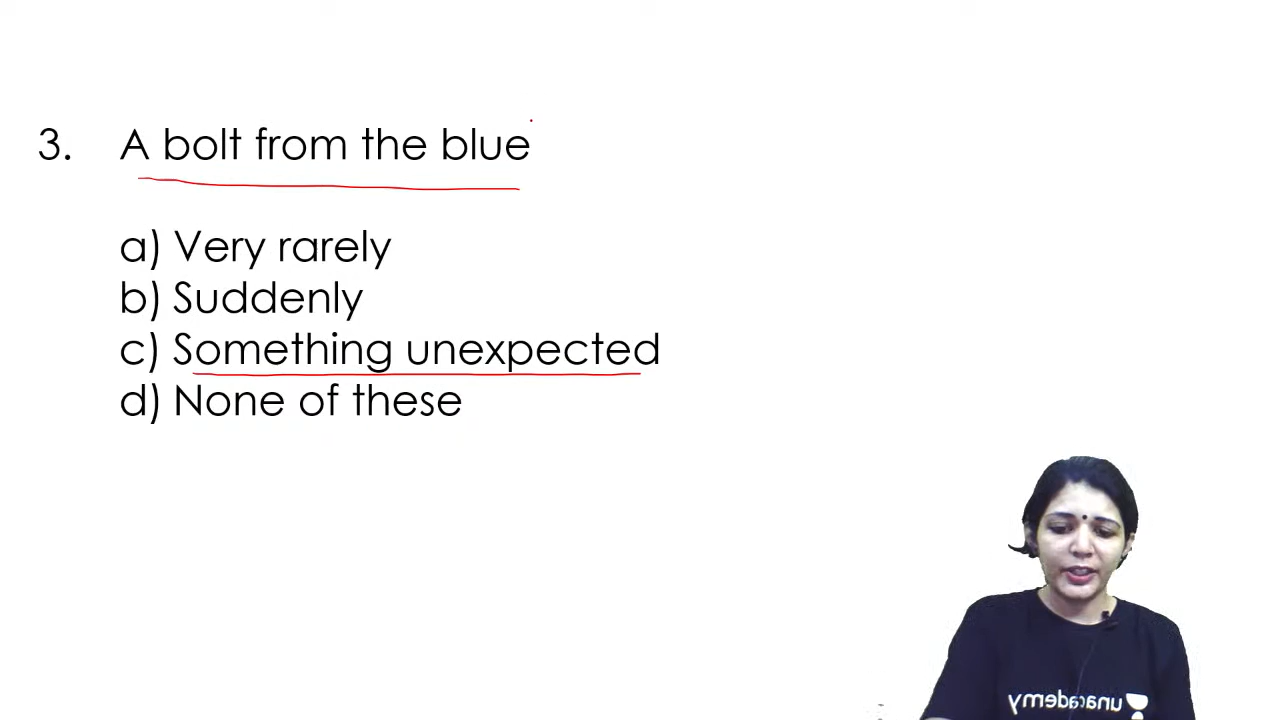 3. A bolt from the blue
a) Very rarely
b) Suddenly
c) Something unexpected
d) None of these
unacademy